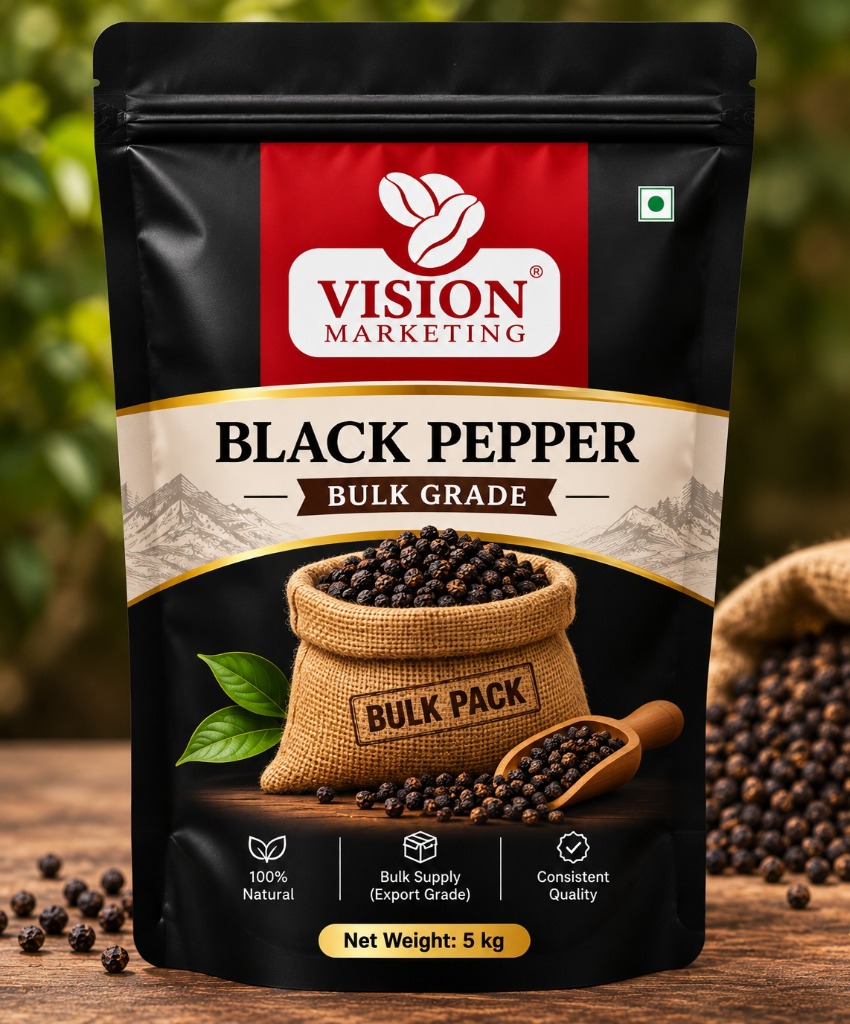 VISION®
MARKETING
BLACK PEPPER
BULK GRADE
BULK PACK
100%
Natural
Bulk Supply
(Export Grade)
Consistent
Quality
Net Weight: 5 kg